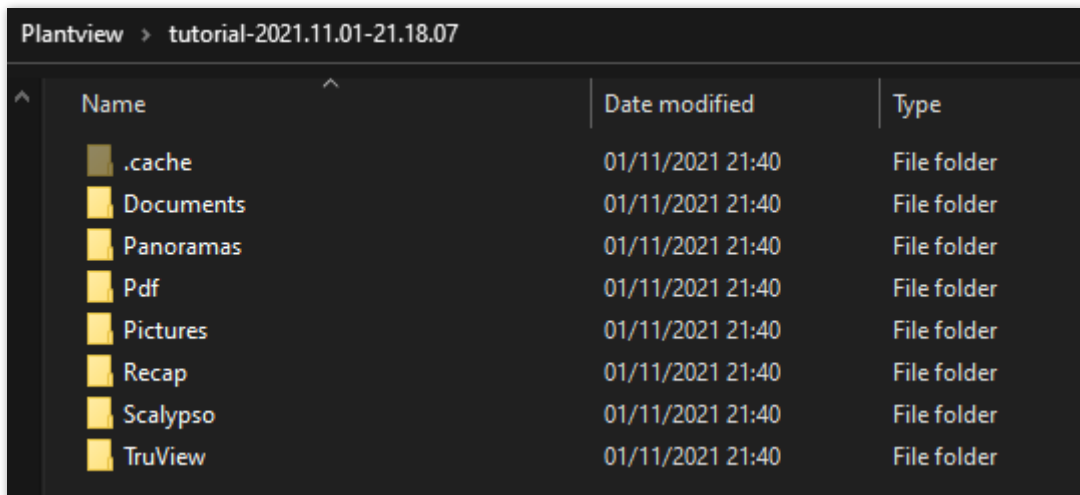 Plantview > tutorial-2021.11.01-21.18.07
Name Date modified Type
.cache 01/11/2021 21:40 File folder
Documents 01/11/2021 21:40 File folder
Panoramas 01/11/2021 21:40 File folder
Pdf 01/11/2021 21:40 File folder
Pictures 01/11/2021 21:40 File folder
Recap 01/11/2021 21:40 File folder
Scalypso 01/11/2021 21:40 File folder
TruView 01/11/2021 21:40 File folder